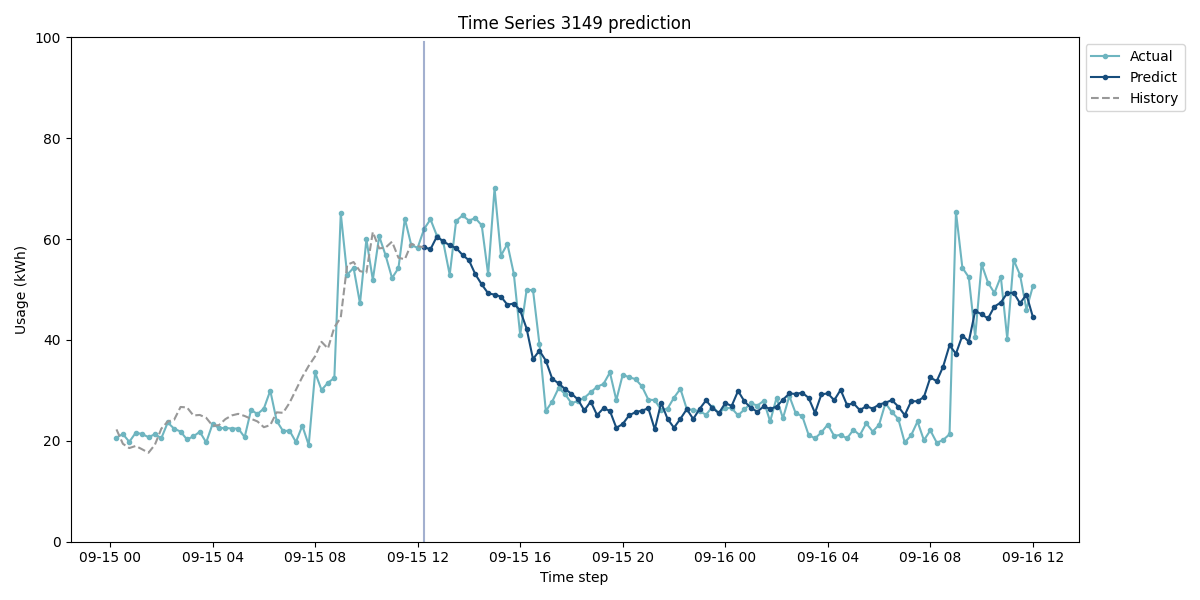 Time Series 3149 prediction
100
80
60
40
20
0
Usage (kWh)
09-15 00
09-15 04
09-15 08
09-15 12
09-15 16
09-15 20
09-16 00
09-16 04
09-16 08
09-16 12
Time step
Actual
Predict
History